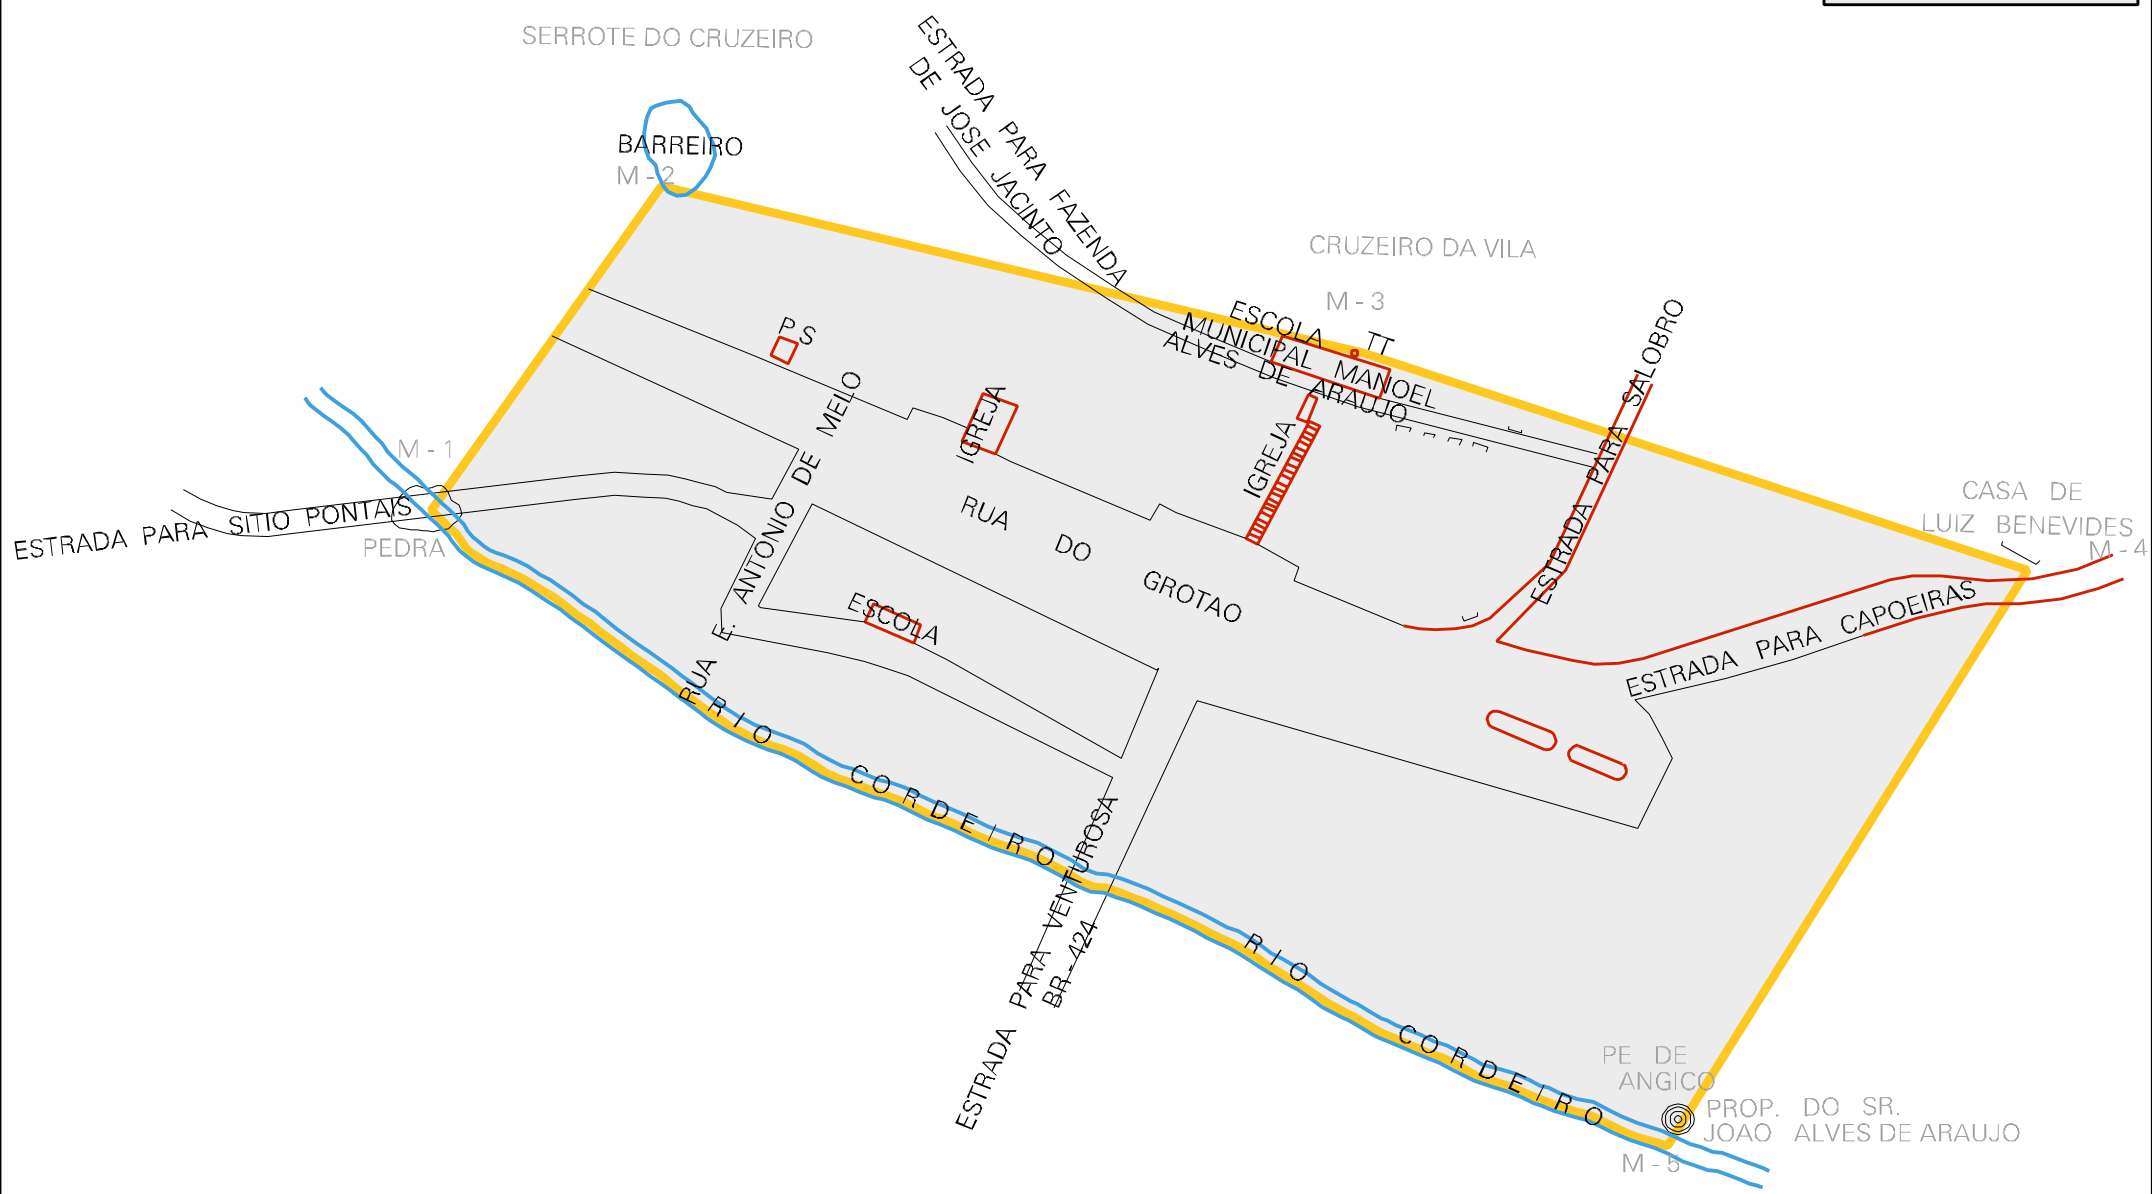 SERROTE DO CRUZEIRO
ESTRADA PARA FAZENDA
DE JOSE JACINTO
BARREIRO
M - 2
CRUZEIRO DA VILA
M - 3
ESCOLA
MUNICIPAL MANOEL
ALVES DE ARAUJO
TT
P S
ESTRADA PARA SALOBRO
IGREJA
IGREJA
M - 1
ESTRADA PARA SITIO PONTAIS
PEDRA
RUA E. ANTONIO DE MELO
RUA DO GROTAO
CASA DE
LUIZ BENEVIDES
M - 4
ESCOLA
ESTRADA PARA CAPOEIRAS
RIO CORDEIRO
ESTRADA PARA VENTUROSA
BR - 424
RIO CORDEIRO
PE DE
ANGICO
PROP. DO SR.
JOAO ALVES DE ARAUJO
M - 5